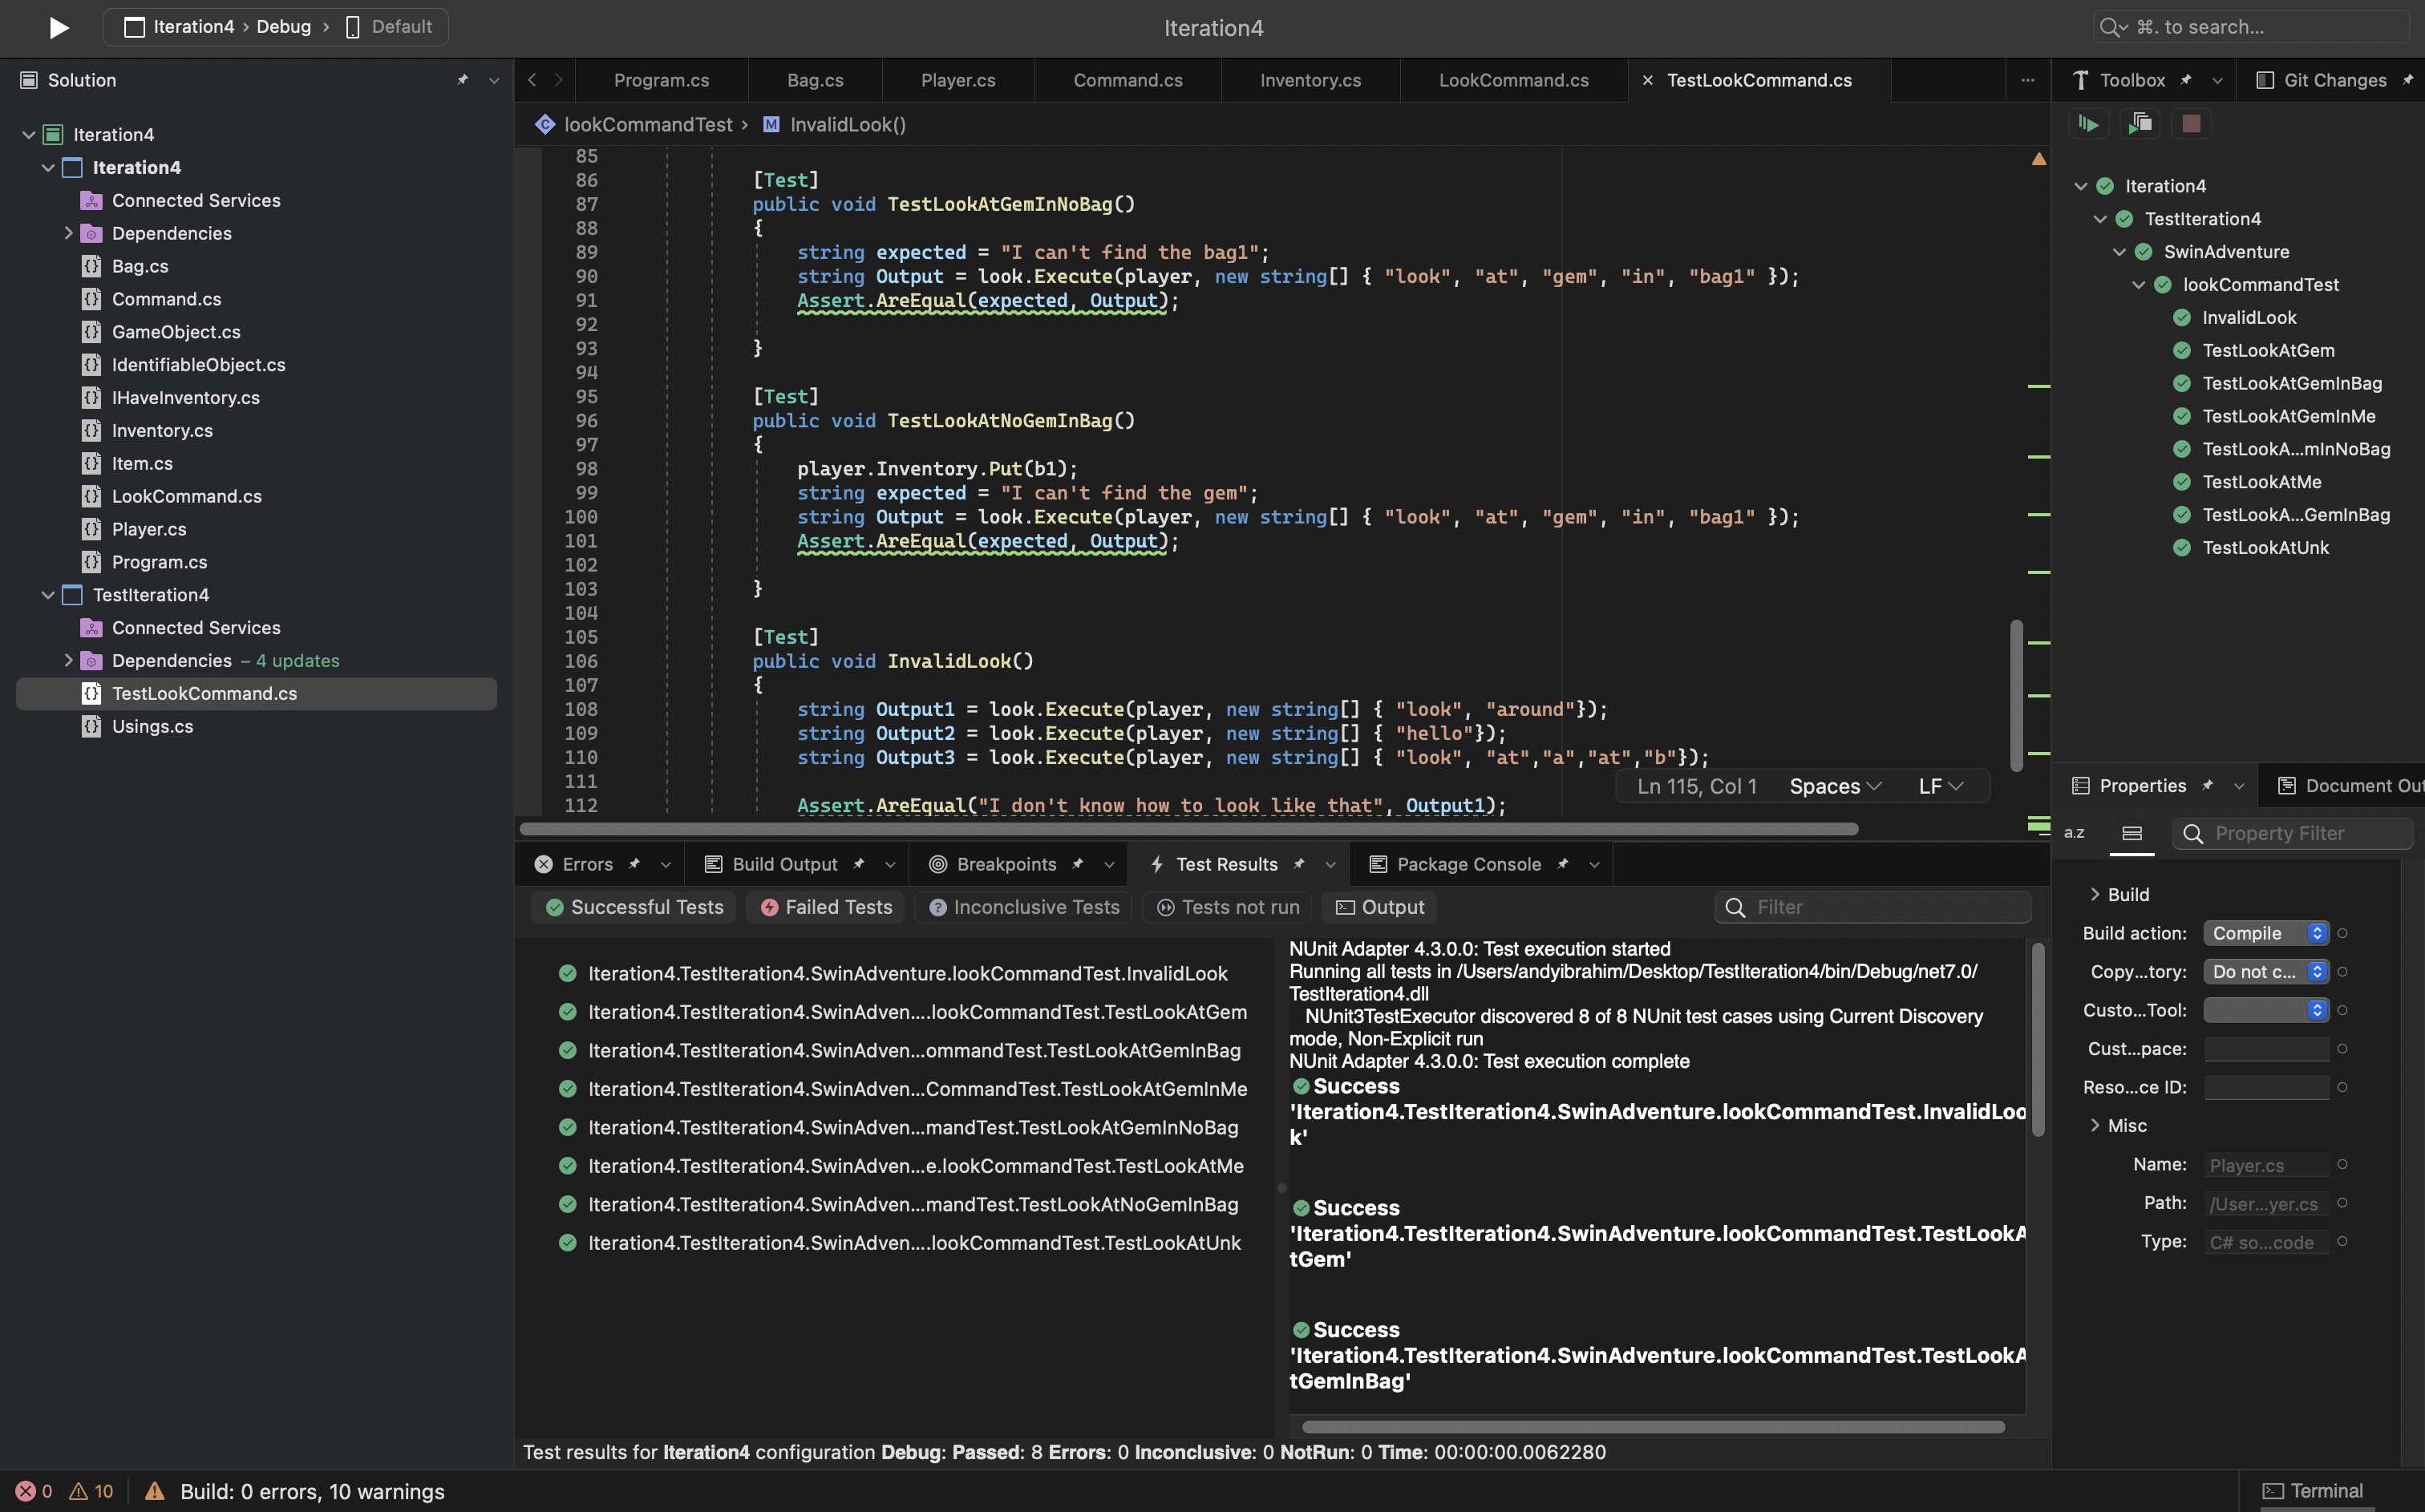 Iteration4 › Debug › Default
Iteration4
⌘. to search...
Solution
Iteration4
Iteration4
Connected Services
Dependencies
Bag.cs
Command.cs
GameObject.cs
IdentifiableObject.cs
IHaveInventory.cs
Inventory.cs
Item.cs
LookCommand.cs
Player.cs
Program.cs
TestIteration4
Connected Services
Dependencies – 4 updates
TestLookCommand.cs
Usings.cs
Program.cs
Bag.cs
Player.cs
Command.cs
Inventory.cs
LookCommand.cs
TestLookCommand.cs
lookCommandTest › M InvalidLook()
85
86 [Test]
87 public void TestLookAtGemInNoBag()
88 {
89 string expected = "I can't find the bag1";
90 string Output = look.Execute(player, new string[] { "look", "at", "gem", "in", "bag1" });
91 Assert.AreEqual(expected, Output);
92
93 }
94
95 [Test]
96 public void TestLookAtNoGemInBag()
97 {
98 player.Inventory.Put(b1);
99 string expected = "I can't find the gem";
100 string Output = look.Execute(player, new string[] { "look", "at", "gem", "in", "bag1" });
101 Assert.AreEqual(expected, Output);
102
103 }
104
105 [Test]
106 public void InvalidLook()
107 {
108 string Output1 = look.Execute(player, new string[] { "look", "around"});
109 string Output2 = look.Execute(player, new string[] { "hello"});
110 string Output3 = look.Execute(player, new string[] { "look", "at","a","at","b"});
111
112 Assert.AreEqual("I don't know how to look like that", Output1);
Ln 115, Col 1 Spaces LF
Toolbox
Git Changes
Iteration4
TestIteration4
SwinAdventure
lookCommandTest
InvalidLook
TestLookAtGem
TestLookAtGemInBag
TestLookAtGemInMe
TestLookA...mInNoBag
TestLookAtMe
TestLookA...GemInBag
TestLookAtUnk
Properties
Document Out
a.z
Property Filter
Build
Build action: Compile
Copy...tory: Do not c...
Custo...Tool:
Cust...pace:
Reso...ce ID:
Misc
Name: Player.cs
Path: /User...yer.cs
Type: C# so...code
Errors
Build Output
Breakpoints
Test Results
Package Console
Successful Tests
Failed Tests
Inconclusive Tests
Tests not run
Output
Filter
Iteration4.TestIteration4.SwinAdventure.lookCommandTest.InvalidLook
Iteration4.TestIteration4.SwinAdven....lookCommandTest.TestLookAtGem
Iteration4.TestIteration4.SwinAdven...ommandTest.TestLookAtGemInBag
Iteration4.TestIteration4.SwinAdven...CommandTest.TestLookAtGemInMe
Iteration4.TestIteration4.SwinAdven...mandTest.TestLookAtGemInNoBag
Iteration4.TestIteration4.SwinAdven...e.lookCommandTest.TestLookAtMe
Iteration4.TestIteration4.SwinAdven...mandTest.TestLookAtNoGemInBag
Iteration4.TestIteration4.SwinAdven....lookCommandTest.TestLookAtUnk
NUnit Adapter 4.3.0.0: Test execution started
Running all tests in /Users/andyibrahim/Desktop/TestIteration4/bin/Debug/net7.0/
TestIteration4.dll
NUnit3TestExecutor discovered 8 of 8 NUnit test cases using Current Discovery
mode, Non-Explicit run
NUnit Adapter 4.3.0.0: Test execution complete
Success
'Iteration4.TestIteration4.SwinAdventure.lookCommandTest.InvalidLoo
k'
Success
'Iteration4.TestIteration4.SwinAdventure.lookCommandTest.TestLookA
tGem'
Success
'Iteration4.TestIteration4.SwinAdventure.lookCommandTest.TestLookA
tGemInBag'
Test results for Iteration4 configuration Debug: Passed: 8 Errors: 0 Inconclusive: 0 NotRun: 0 Time: 00:00:00.0062280
0 10 Build: 0 errors, 10 warnings
Terminal